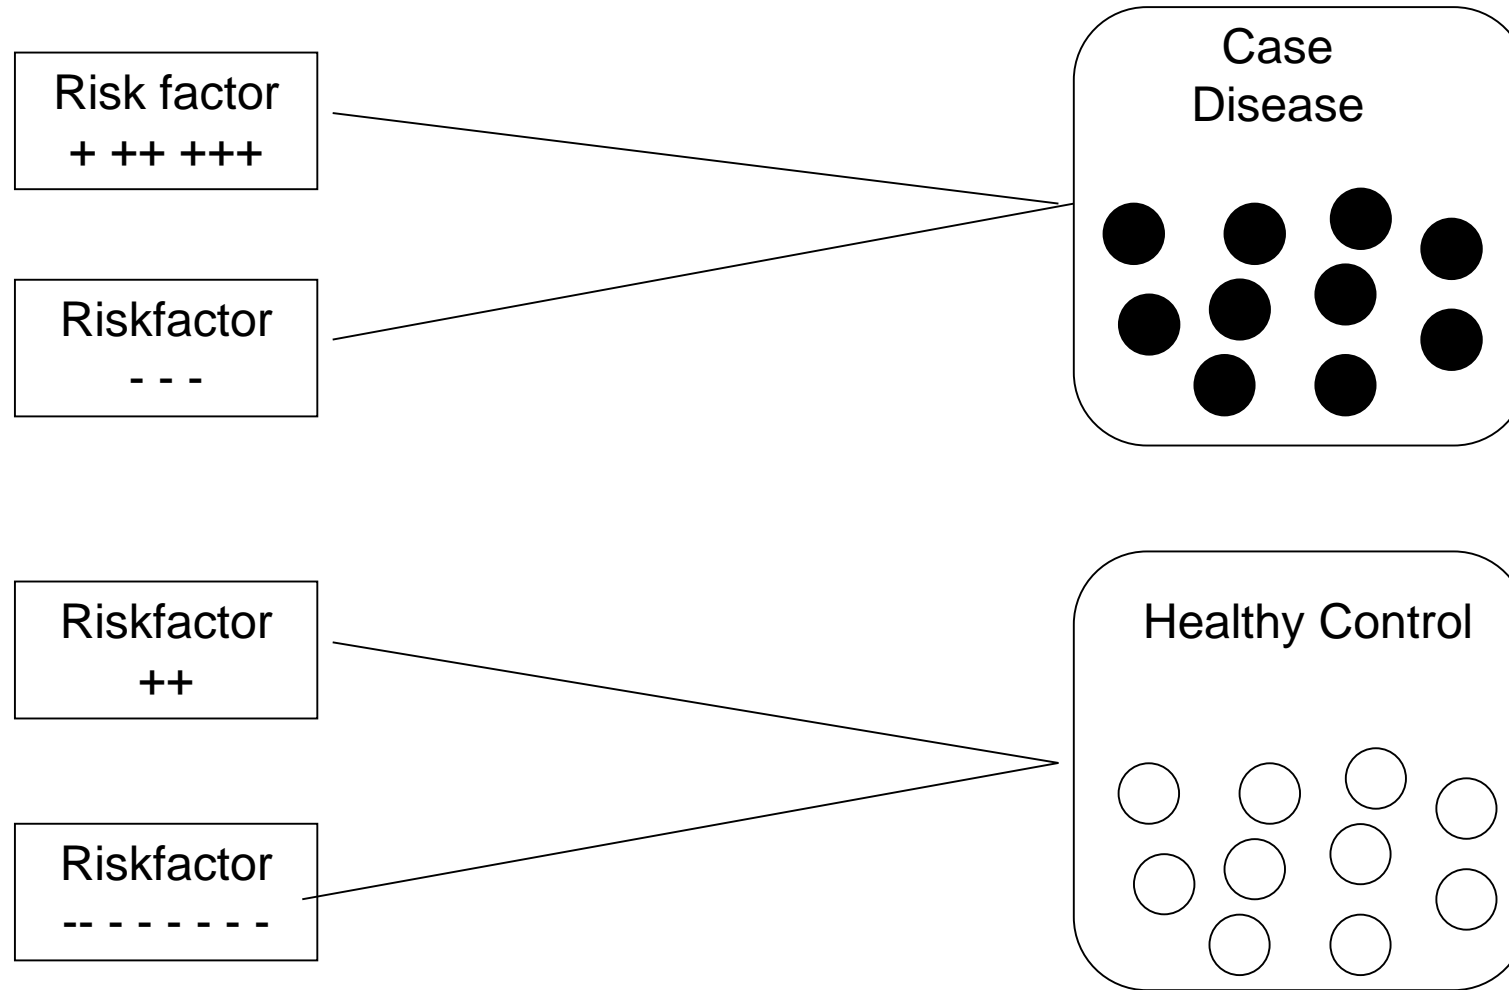 Case
Disease
Risk factor
+ ++ +++
Riskfactor
- - -
Riskfactor
++
Healthy Control
Riskfactor
-- - - - - - -